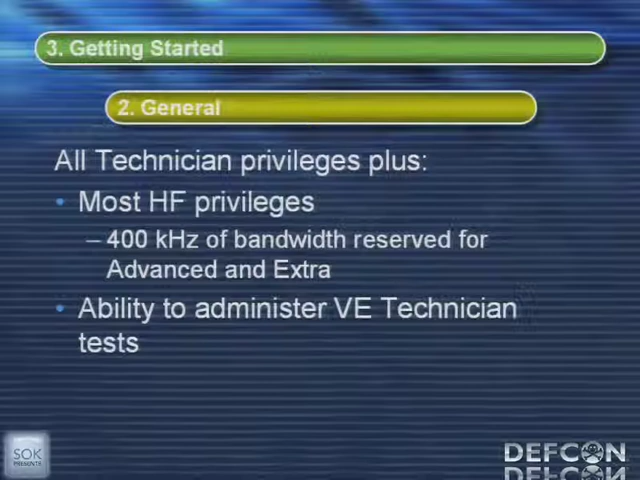 3. Getting Started
2. General
All Technician privileges plus:
• Most HF privileges
– 400 kHz of bandwidth reserved for
Advanced and Extra
• Ability to administer VE Technician
tests
SOK
PRESENTS
DEFCON